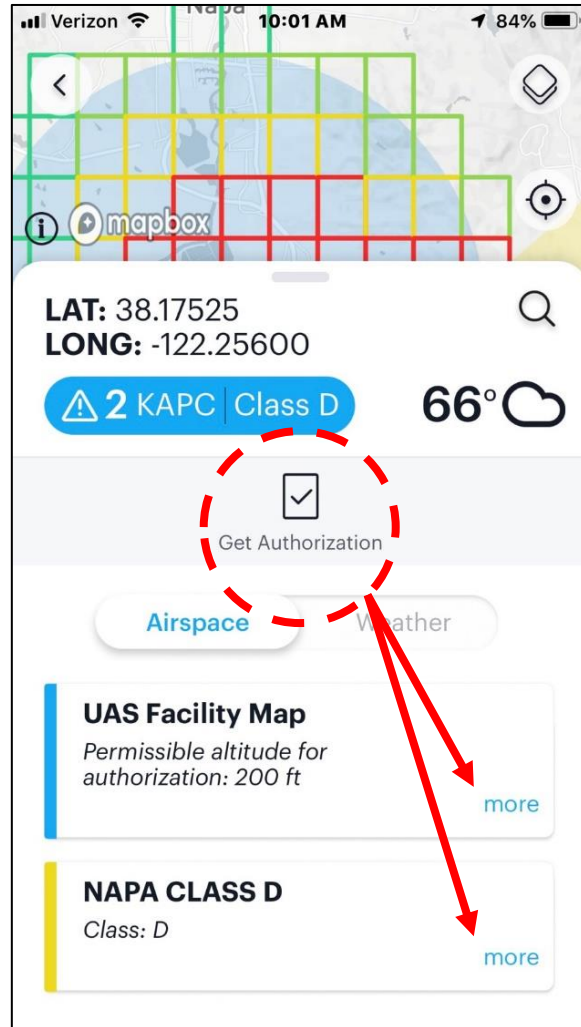 Verizon 10:01 AM 84%
Napa
mapbox
LAT: 38.17525
LONG: -122.25600
2 KAPC | Class D 66°
Get Authorization
Airspace Weather
UAS Facility Map
Permissible altitude for
authorization: 200 ft
more
NAPA CLASS D
Class: D
more